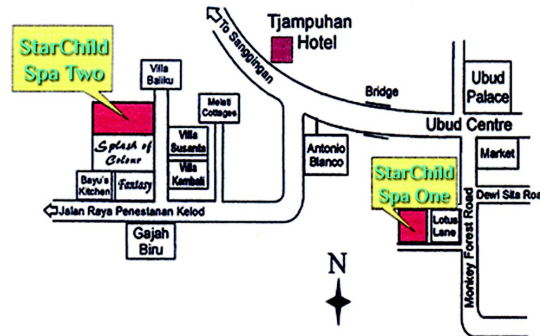 StarChild
Spa Two
Villa
Baliku
To Sanggingan
Tjampuhan
Hotel
Melati
Cottages
Bridge
Ubud
Palace
Ubud Centre
Splash of
Colour
Villa
Susanta
Villa
Kambali
Antonio
Blanco
Market
StarChild
Spa One
Bayu's
Kitchen
Fantasy
Dewi Sita Roa
Lotus
Lane
Jalan Raya Penestanan Kelod
Gajah
Biru
Monkey Forest Road
N